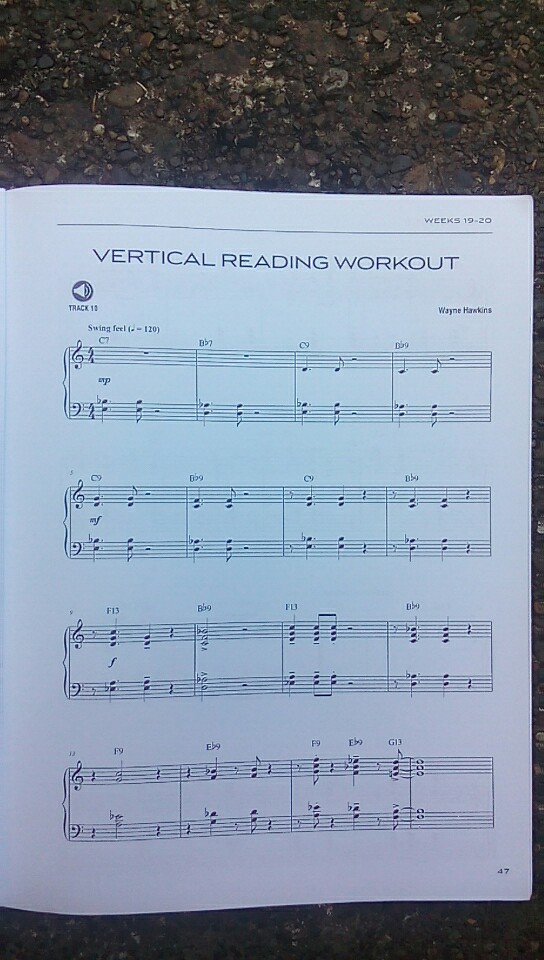 WEEKS 19–20
VERTICAL READING WORKOUT
TRACK 10
Wayne Hawkins
Swing feel (♩ = 120)
C7 B♭7 C9 B♭9
mp
5
C9 B♭9 C9 B♭9
mf
9
F13 B♭9 F13 B♭9
f
13
F9 E♭9 F9 E♭9 G13
47